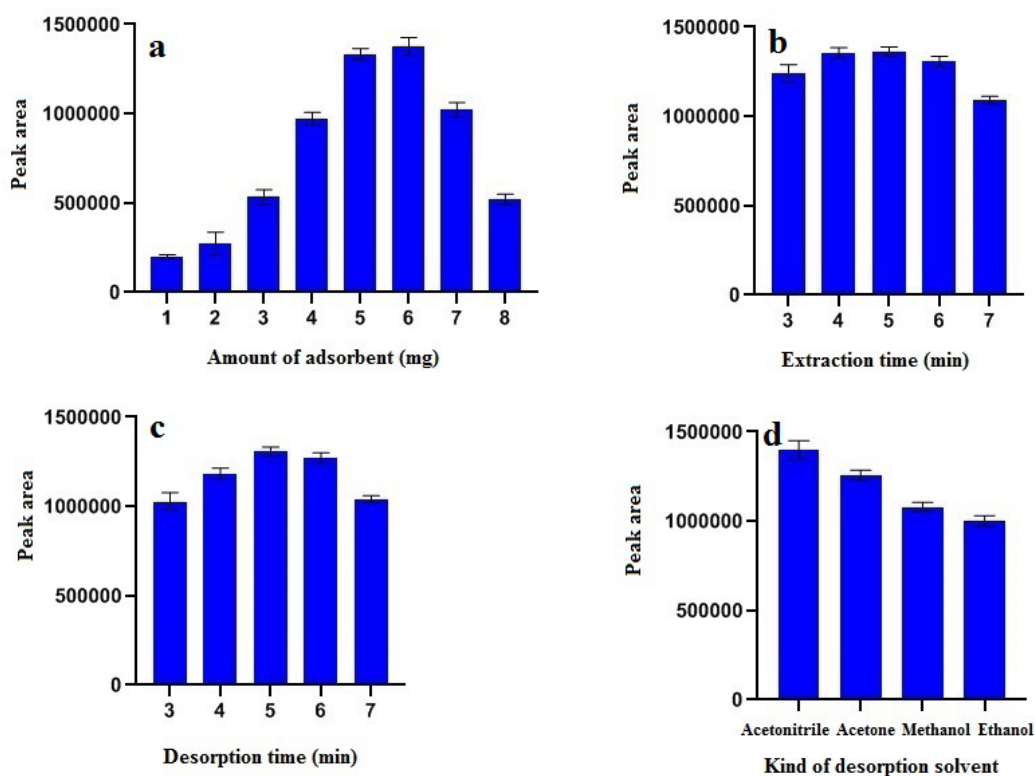 a
1500000
1000000
500000
0
Peak area
1 2 3 4 5 6 7 8
Amount of adsorbent (mg)
b
1500000
1000000
500000
0
Peak area
3 4 5 6 7
Extraction time (min)
c
1500000
1000000
500000
0
Peak area
3 4 5 6 7
Desorption time (min)
d
1500000
1000000
500000
0
Peak area
Acetonitrile Acetone Methanol Ethanol
Kind of desorption solvent